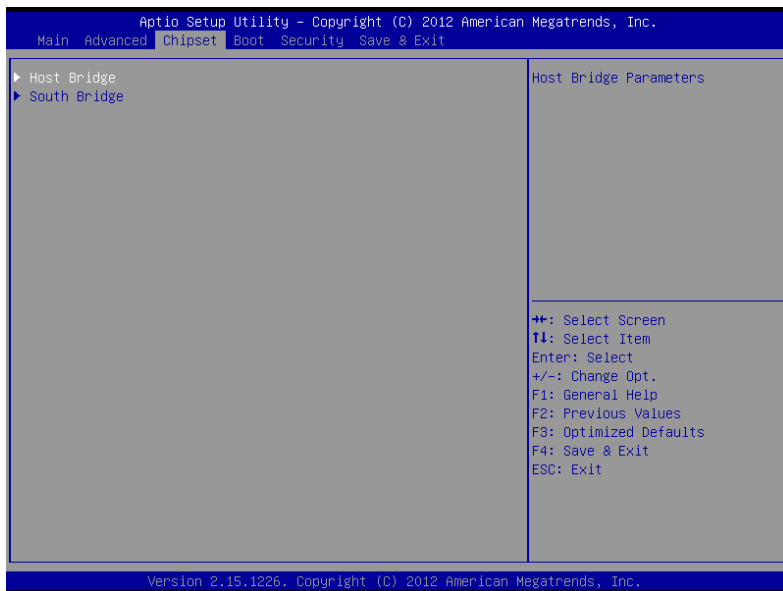 Aptio Setup Utility – Copyright (C) 2012 American Megatrends, Inc.
Main Advanced Chipset Boot Security Save & Exit
▶ Host Bridge
▶ South Bridge
Host Bridge Parameters
→←: Select Screen
↑↓: Select Item
Enter: Select
+/-: Change Opt.
F1: General Help
F2: Previous Values
F3: Optimized Defaults
F4: Save & Exit
ESC: Exit
Version 2.15.1226. Copyright (C) 2012 American Megatrends, Inc.